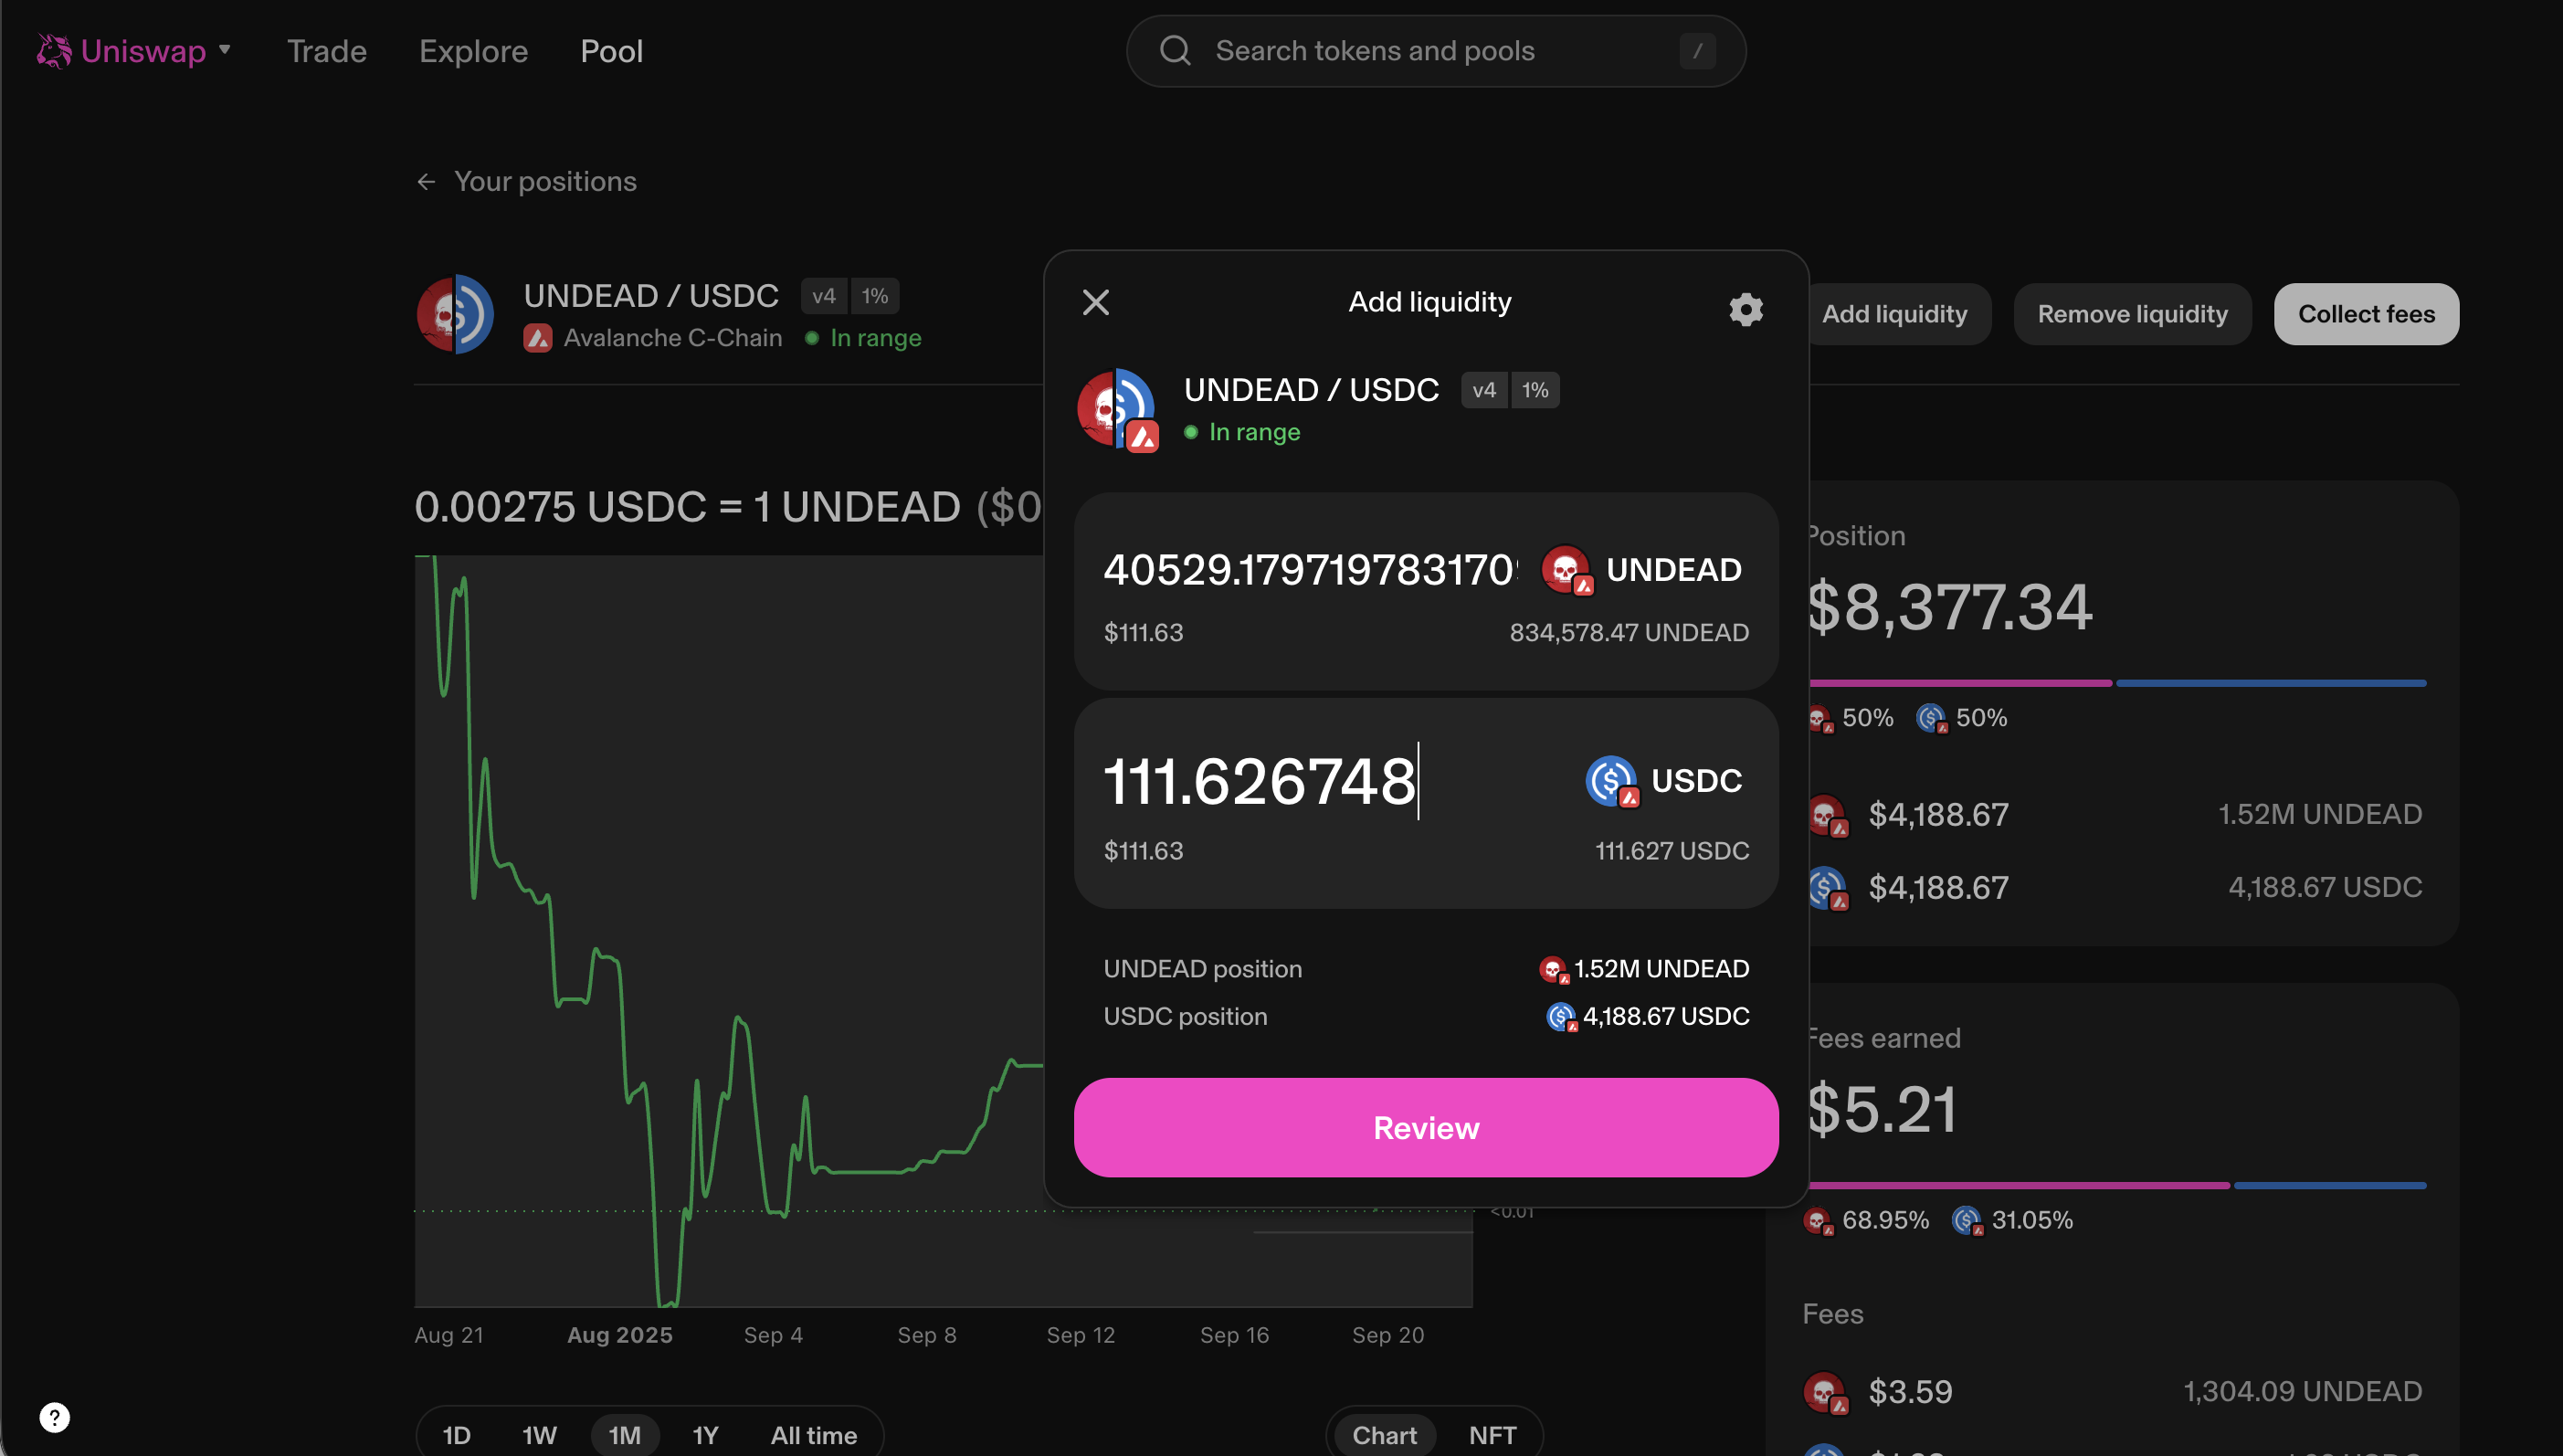 Uniswap Trade Explore Pool
Search tokens and pools /
Your positions
UNDEAD / USDC v4 1%
Avalanche C-Chain In range
Add liquidity Remove liquidity Collect fees
0.00275 USDC = 1 UNDEAD ($0
Aug 21 Aug 2025 Sep 4 Sep 8 Sep 12 Sep 16 Sep 20
<0.01
1D 1W 1M 1Y All time
Chart NFT
Add liquidity
UNDEAD / USDC v4 1%
In range
40529.1797197831709 UNDEAD
$111.63 834,578.47 UNDEAD
111.626748 USDC
$111.63 111.627 USDC
UNDEAD position 1.52M UNDEAD
USDC position 4,188.67 USDC
Review
Position
$8,377.34
50% 50%
$4,188.67 1.52M UNDEAD
$4,188.67 4,188.67 USDC
Fees earned
$5.21
68.95% 31.05%
Fees
$3.59 1,304.09 UNDEAD
?